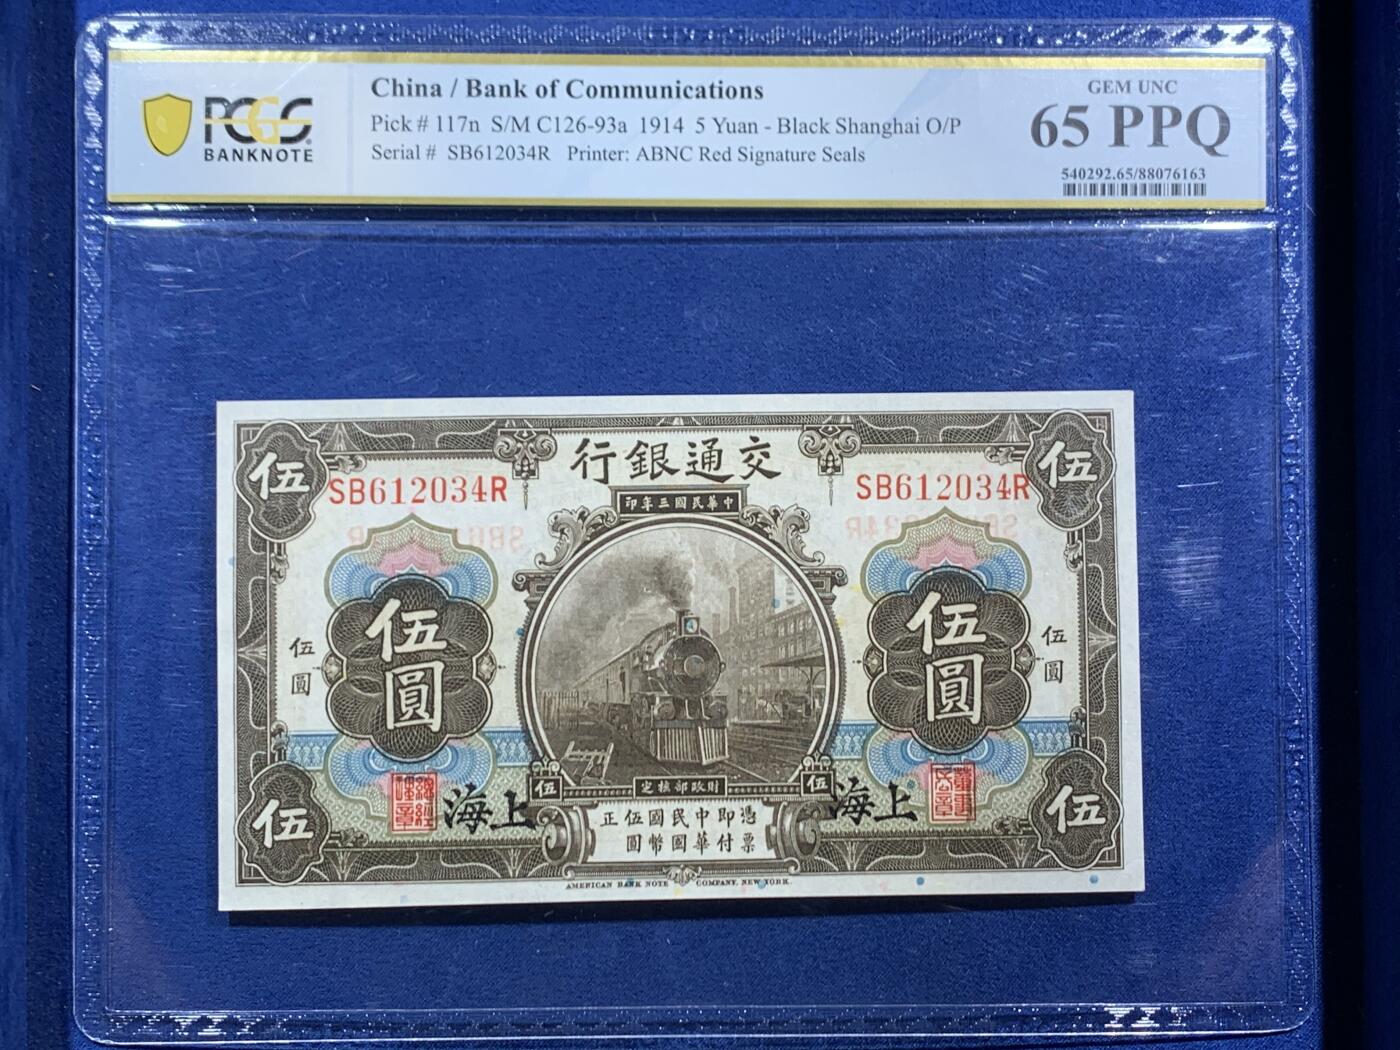 PCGS
BANKNOTE
China / Bank of Communications
Pick # 117n S/M C126-93a 1914 5 Yuan - Black Shanghai O/P
Serial # SB612034R Printer: ABNC Red Signature Seals
GEM UNC
65 PPQ
540292.65/88076163
行銀通交
伍
伍
SB612034R
SB612034R
印年三國民華中
伍圓
伍圓
伍圓
伍圓
定核部政財
伍
伍
海上
海上
總經理章
正伍國民中即憑
圓幣國華付票
伍
伍
AMERICAN BANK NOTE COMPANY, NEW YORK.